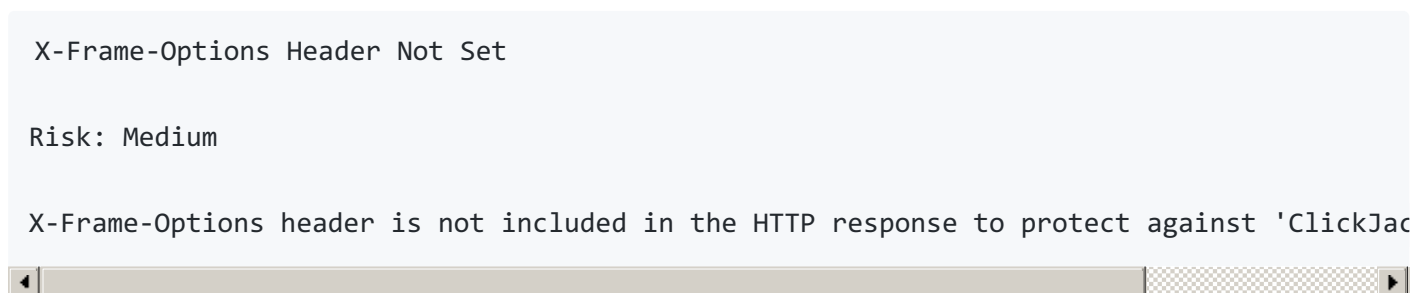 X-Frame-Options Header Not Set
Risk: Medium
X-Frame-Options header is not included in the HTTP response to protect against 'ClickJac